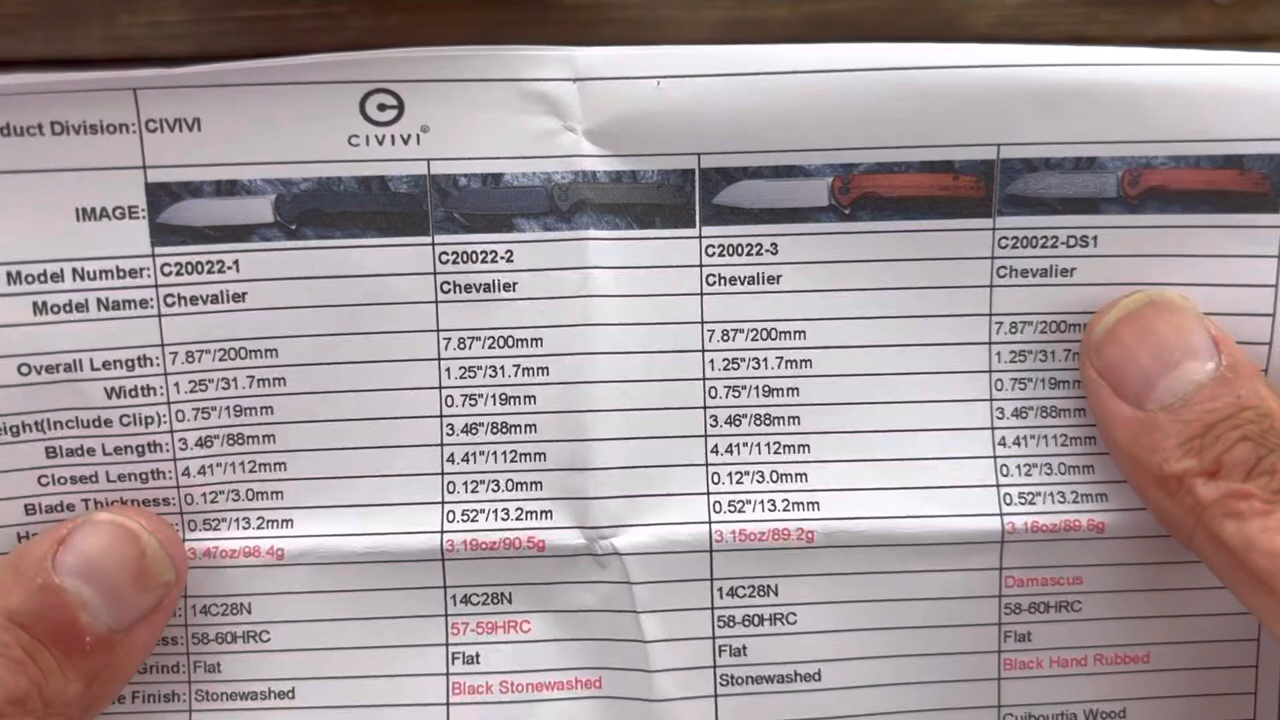 duct Division: CIVIVI
CIVIVI®
IMAGE:
Model Number: C20022-1 C20022-2 C20022-3 C20022-DS1
Model Name: Chevalier Chevalier Chevalier Chevalier
Overall Length: 7.87"/200mm 7.87"/200mm 7.87"/200mm 7.87"/200m
Width: 1.25"/31.7mm 1.25"/31.7mm 1.25"/31.7mm 1.25"/31.7
eight(Include Clip): 0.75"/19mm 0.75"/19mm 0.75"/19mm 0.75"/19mm
Blade Length: 3.46"/88mm 3.46"/88mm 3.46"/88mm 3.46"/88mm
Closed Length: 4.41"/112mm 4.41"/112mm 4.41"/112mm 4.41"/112mm
Blade Thickness: 0.12"/3.0mm 0.12"/3.0mm 0.12"/3.0mm 0.12"/3.0mm
0.52"/13.2mm 0.52"/13.2mm 0.52"/13.2mm 0.52"/13.2mm
3.47oz/98.4g 3.19oz/90.5g 3.15oz/89.2g 3.16oz/89.6g
14C28N 14C28N 14C28N Damascus
ess: 58-60HRC 57-59HRC 58-60HRC 58-60HRC
Grind: Flat Flat Flat Flat
e Finish: Stonewashed Black Stonewashed Stonewashed Black Hand Rubbed
Cuibourtia Wood